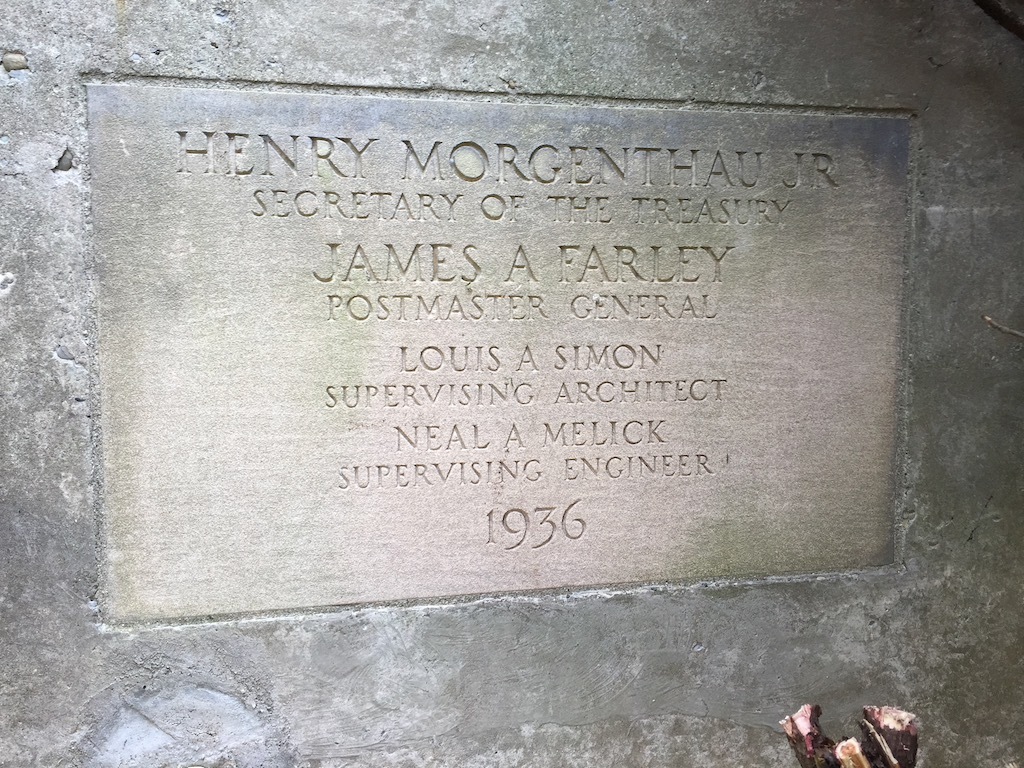 HENRY MORGENTHAU JR
SECRETARY OF THE TREASURY
JAMES A FARLEY
POSTMASTER GENERAL
LOUIS A SIMON
SUPERVISING ARCHITECT
NEAL A MELICK
SUPERVISING ENGINEER
1936